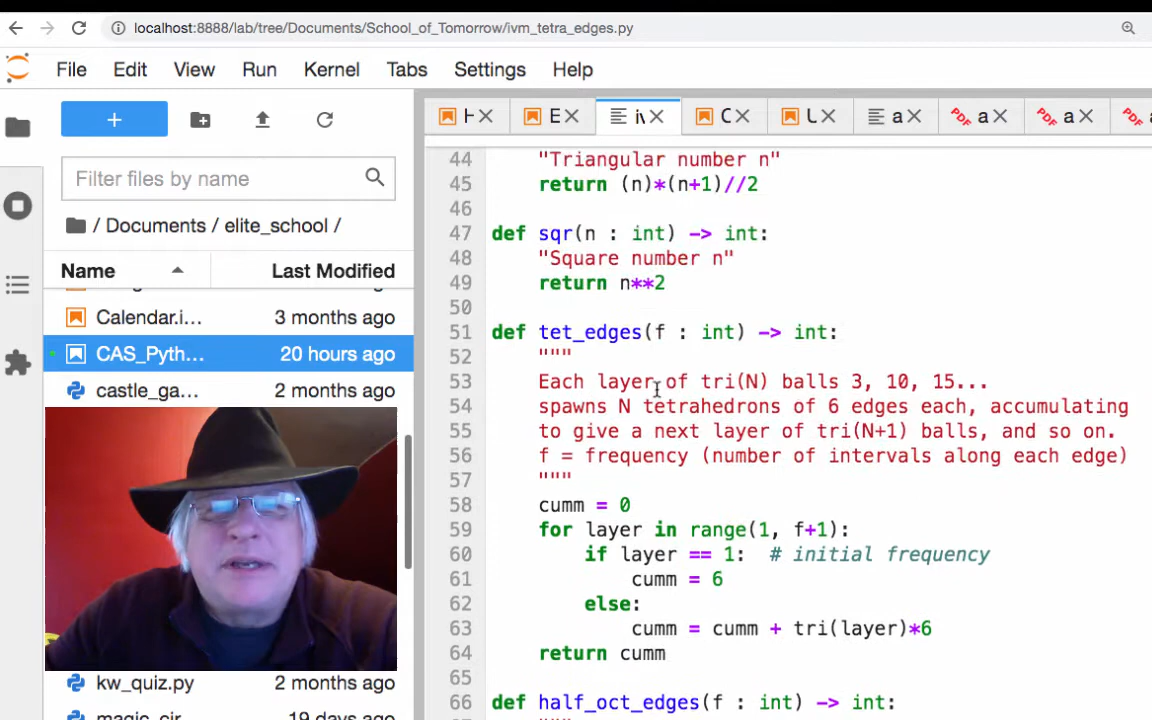 localhost:8888/lab/tree/Documents/School_of_Tomorrow/ivm_tetra_edges.py
File Edit View Run Kernel Tabs Settings Help
+
H E iv C U a a a
Filter files by name
/ Documents / elite_school /
Name Last Modified
Calendar.i... 3 months ago
CAS_Pyth... 20 hours ago
castle_ga... 2 months ago
kw_quiz.py 2 months ago
magic_cir... 19 days ago
44 "Triangular number n"
45 return (n)*(n+1)//2
46
47 def sqr(n : int) -> int:
48 "Square number n"
49 return n**2
50
51 def tet_edges(f : int) -> int:
52 """
53 Each layer of tri(N) balls 3, 10, 15...
54 spawns N tetrahedrons of 6 edges each, accumulating
55 to give a next layer of tri(N+1) balls, and so on.
56 f = frequency (number of intervals along each edge)
57 """
58 cumm = 0
59 for layer in range(1, f+1):
60 if layer == 1: # initial frequency
61 cumm = 6
62 else:
63 cumm = cumm + tri(layer)*6
64 return cumm
65
66 def half_oct_edges(f : int) -> int: